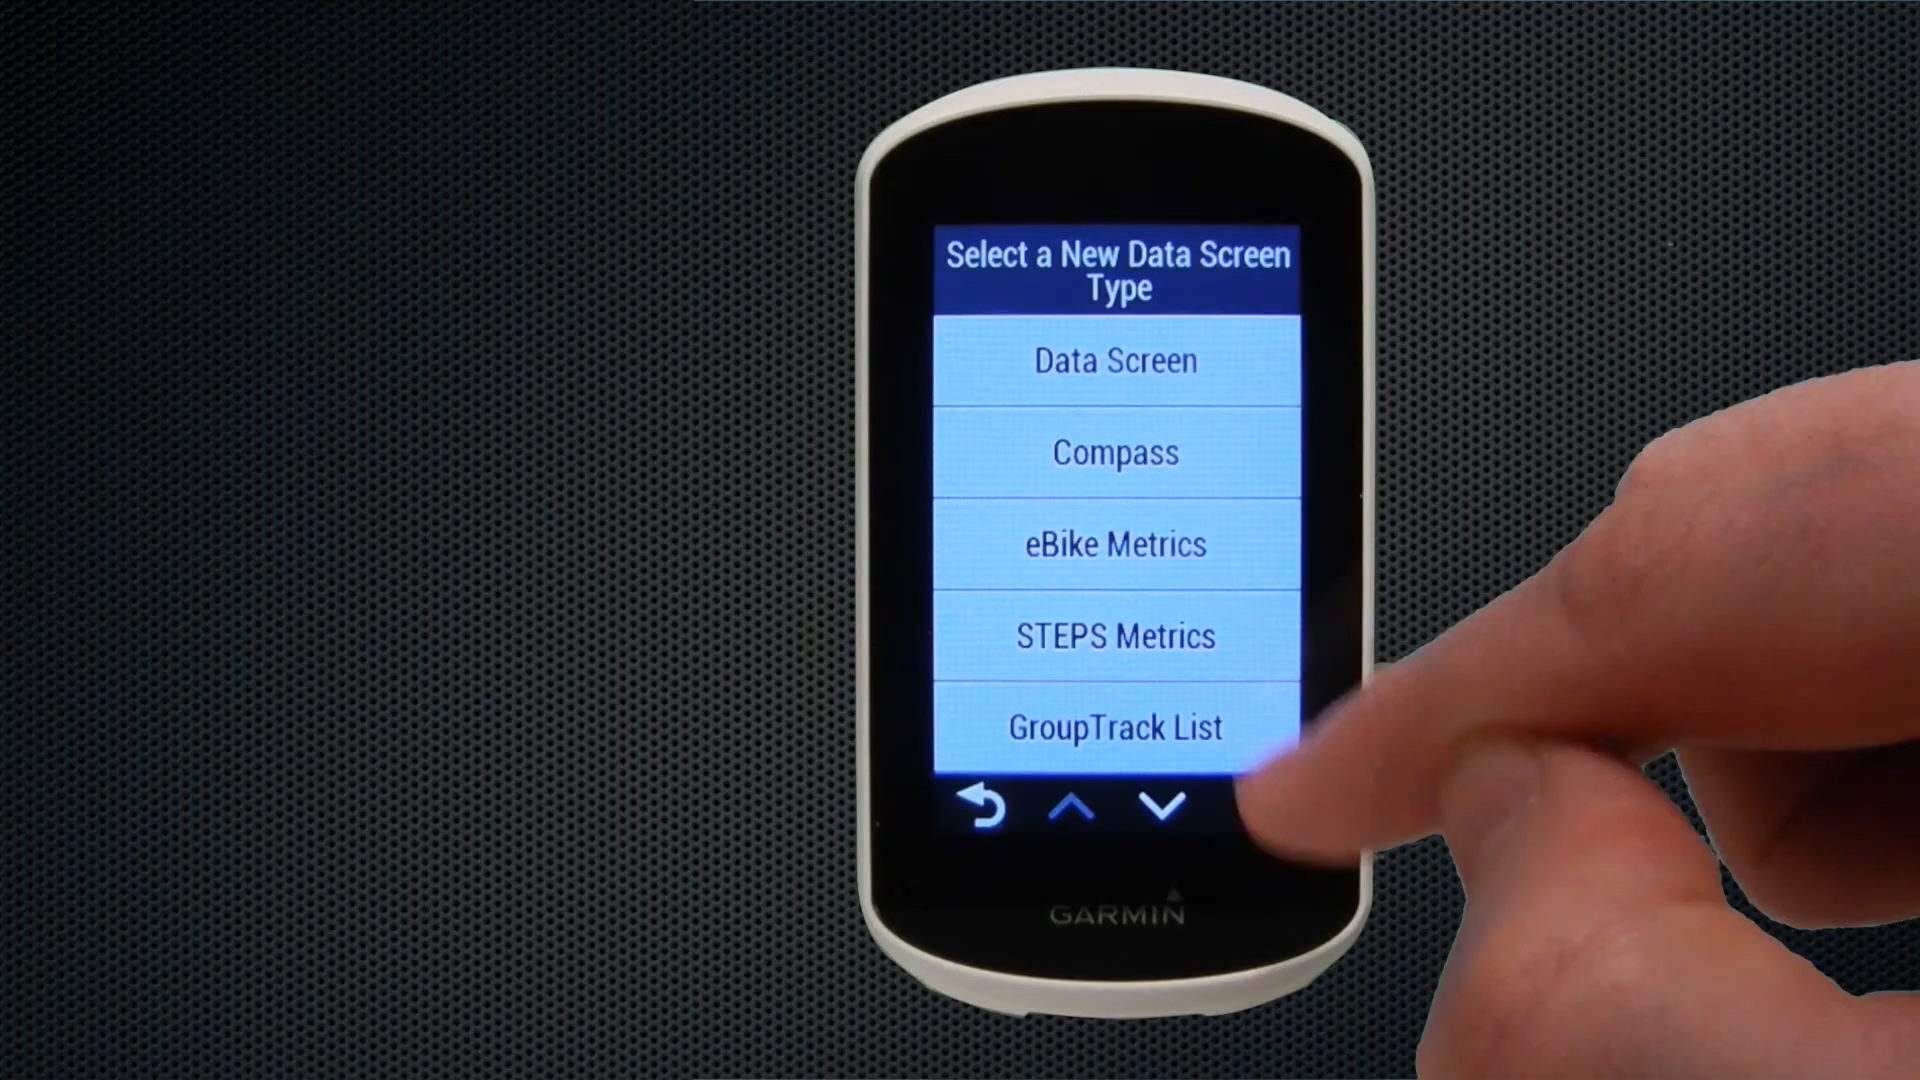 Select a New Data Screen
Type
Data Screen
Compass
eBike Metrics
STEPS Metrics
GroupTrack List
GARMIN